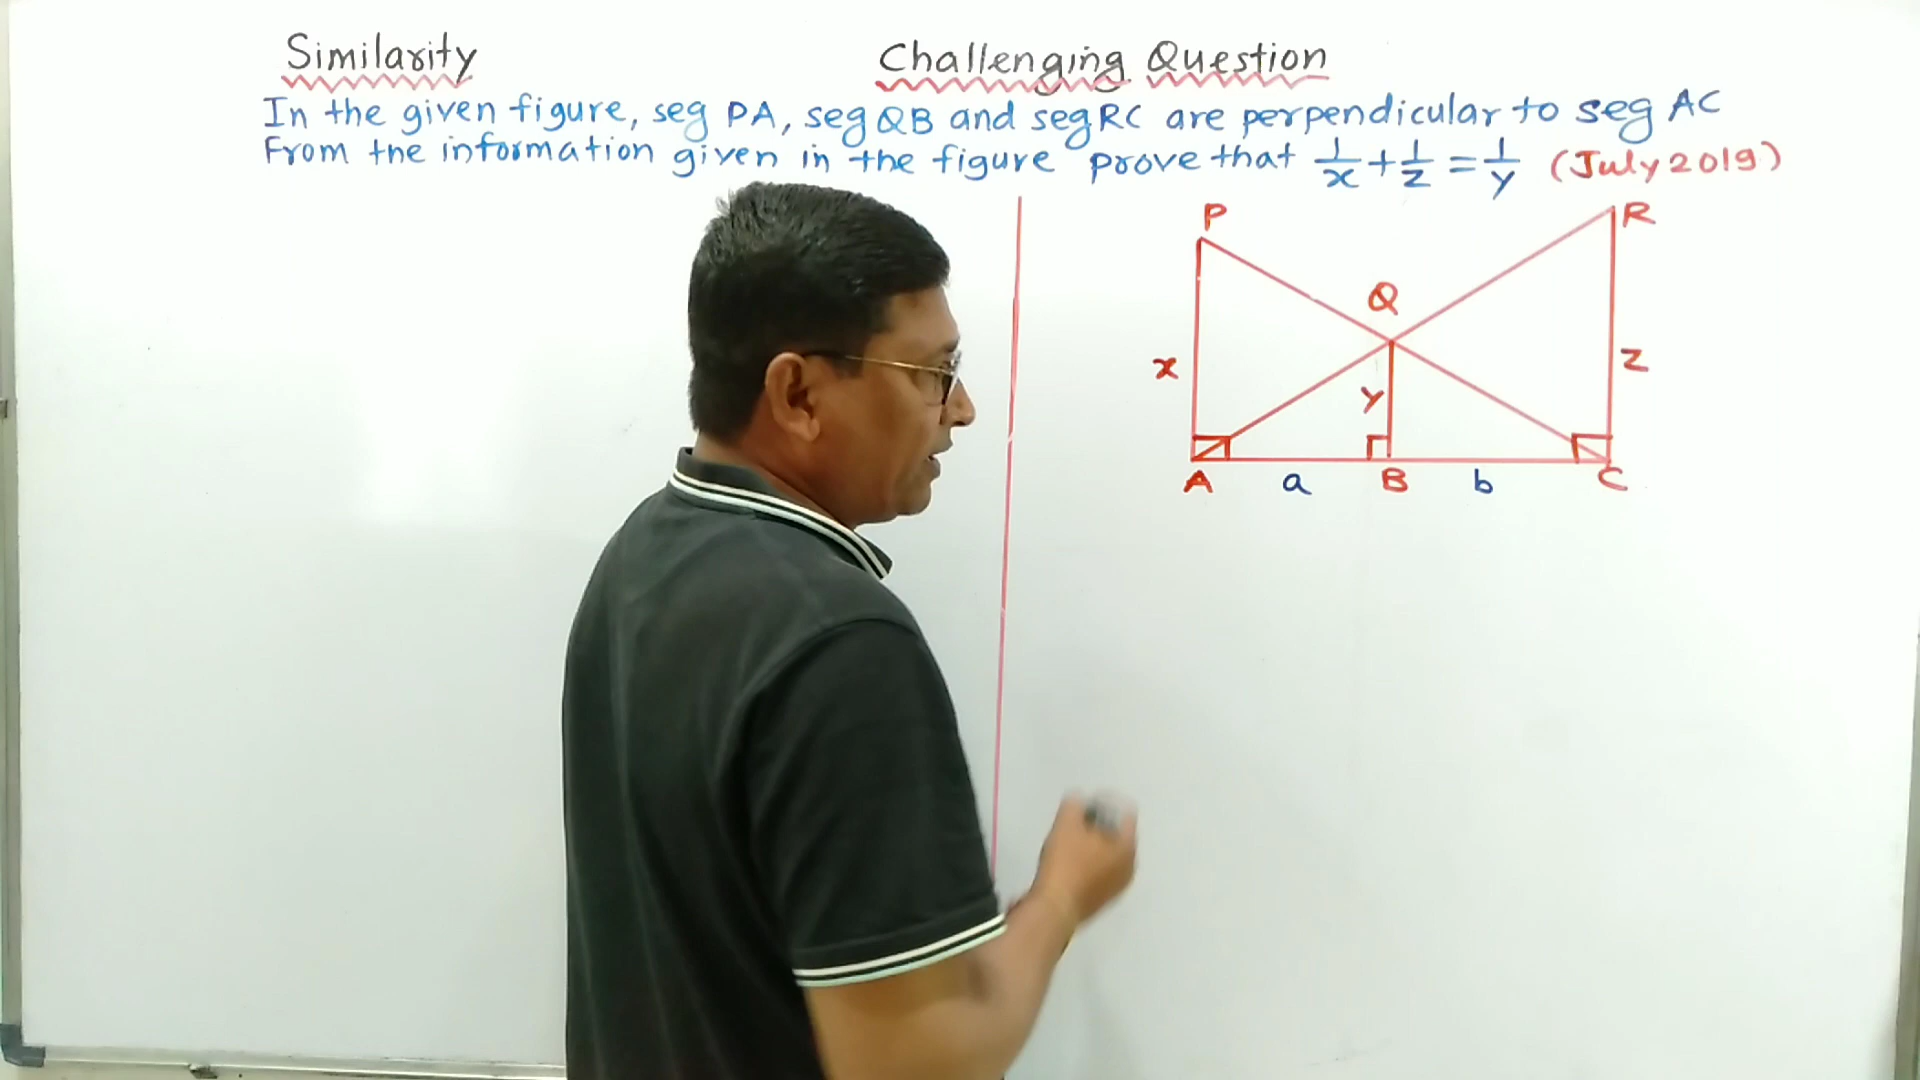 Similarity
Challenging Question
In the given figure, seg PA, seg QB and seg RC are perpendicular to seg AC
From the information given in the figure prove that 1/x + 1/z = 1/y (July 2019)
P
R
Q
x
y
z
A
a
B
b
C